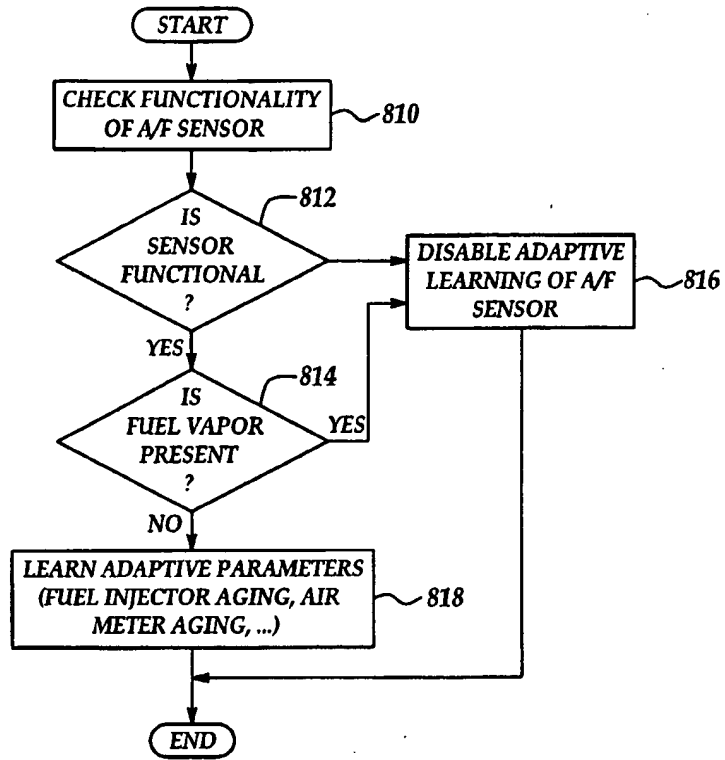 START
CHECK FUNCTIONALITY
OF A/F SENSOR
810
IS
SENSOR
FUNCTIONAL
?
812
DISABLE ADAPTIVE
LEARNING OF A/F
SENSOR
816
YES
IS
FUEL VAPOR
PRESENT
?
814
YES
NO
LEARN ADAPTIVE PARAMETERS
(FUEL INJECTOR AGING, AIR
METER AGING, ...)
818
END